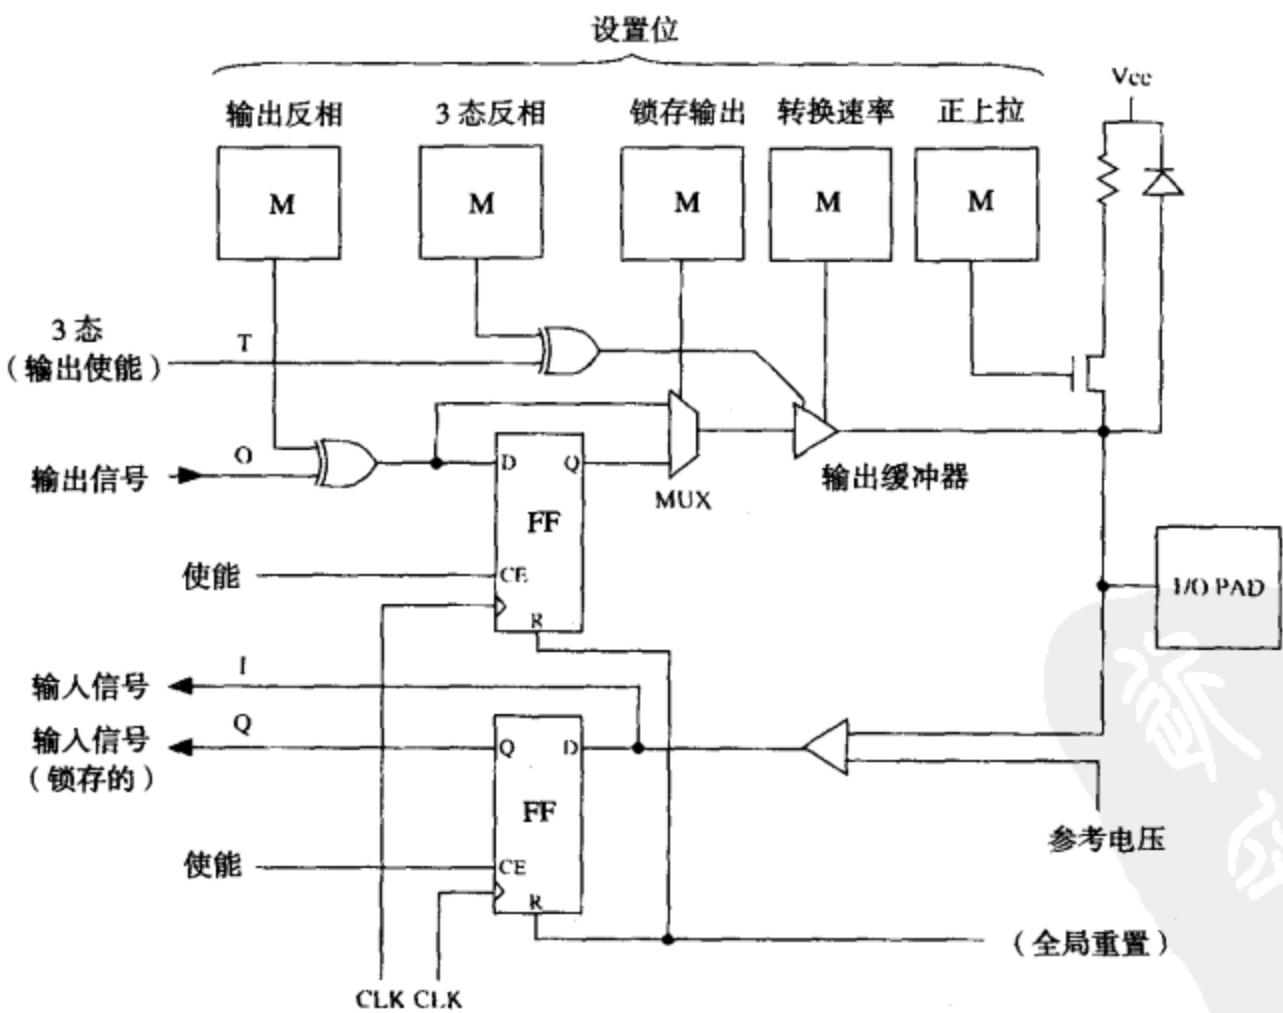 设置位
Vcc
输出反相 3态反相 锁存输出 转换速率 正上拉
M M M M M
3态
(输出使能)
T
O
输出信号
D Q
MUX
输出缓冲器
FF
使能
CE
R
I/O PAD
I
输人信号
Q
输人信号
(锁存的)
Q D
FF
参考电压
使能
CE
R
(全局重置)
CLK CLK